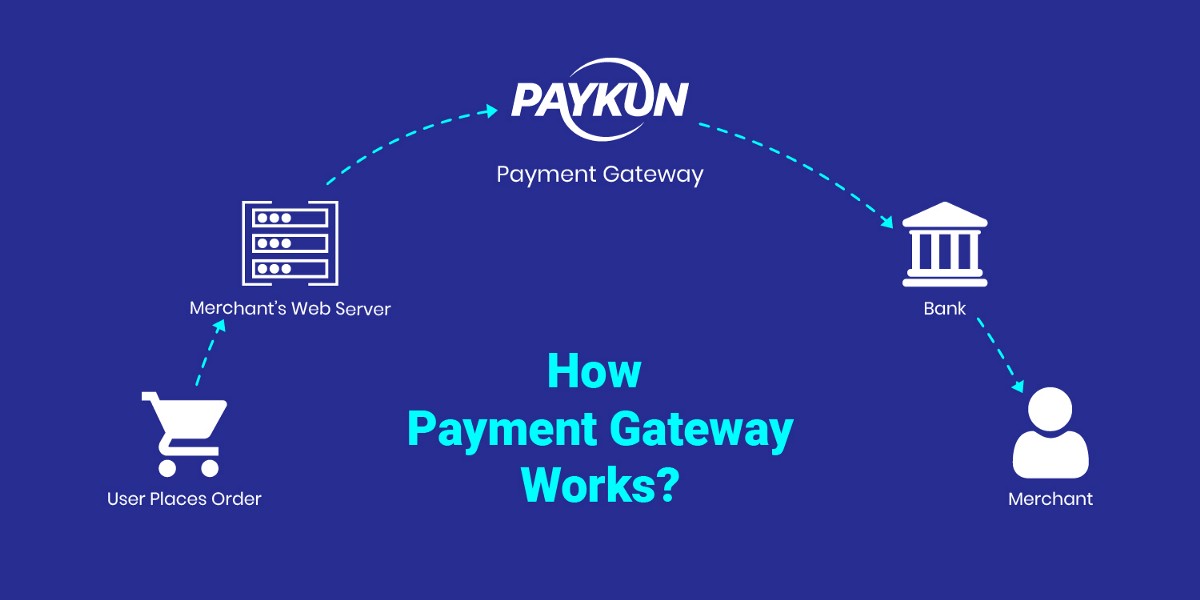 PAYKUN
Payment Gateway
Merchant's Web Server
Bank
How
Payment Gateway
Works?
User Places Order
Merchant